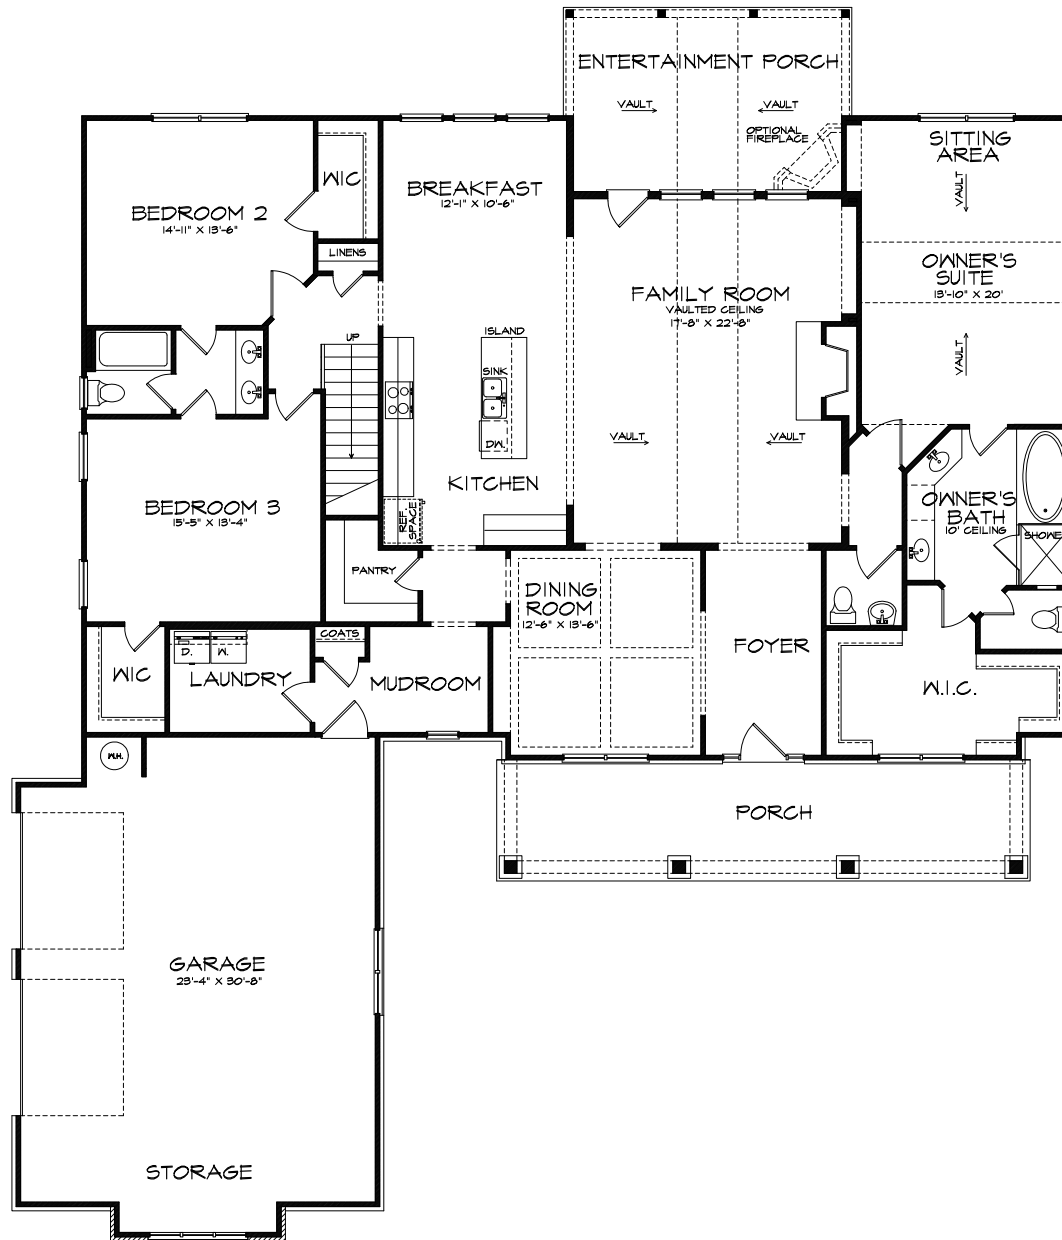 ENTERTAINMENT PORCH
VAULT
VAULT
OPTIONAL
FIREPLACE
SITTING
AREA
VAULT
WIC
BREAKFAST
12'-1" X 10'-6"
BEDROOM 2
14'-11" X 13'-6"
LINENS
OWNER'S
SUITE
13'-10" X 20'
FAMILY ROOM
VAULTED CEILING
17'-8" X 22'-8"
UP
ISLAND
SINK
VAULT
DW.
VAULT
VAULT
KITCHEN
BEDROOM 3
15'-5" X 13'-4"
REF.
SPACE
OWNER'S
BATH
10' CEILING
SHOWE
PANTRY
DINING
ROOM
12'-6" X 13'-6"
COATS
D.
W.
FOYER
WIC
LAUNDRY
MUDROOM
W.I.C.
W.H.
PORCH
GARAGE
23'-4" X 30'-8"
STORAGE